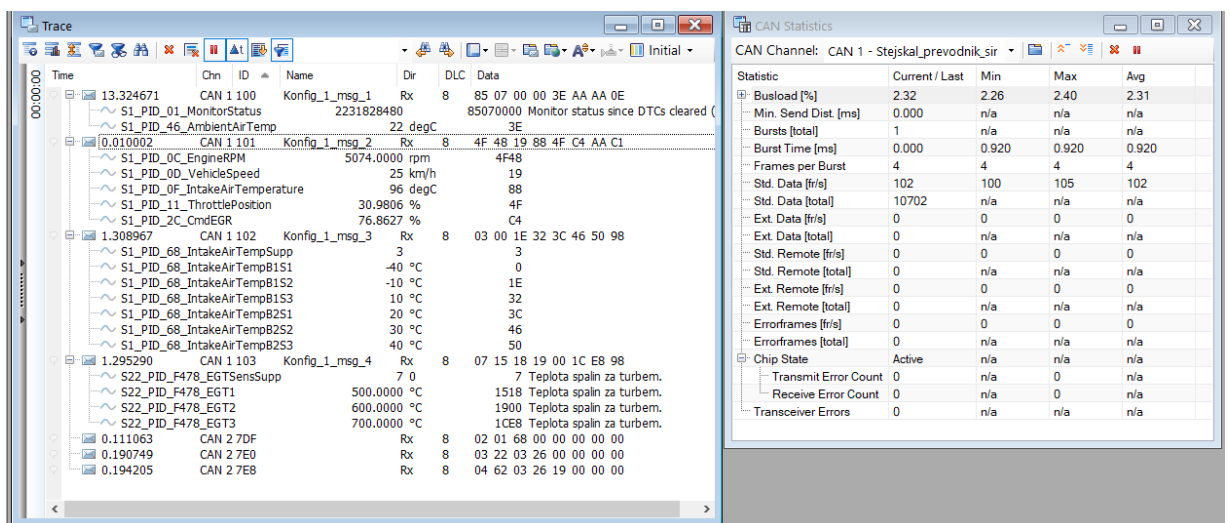 Trace
Initial
00:00:00
Time Chn ID Name Dir DLC Data
13.324671 CAN 1 100 Konfig_1_msg_1 Rx 8 85 07 00 00 3E AA AA 0E
S1_PID_01_MonitorStatus 2231828480 85070000 Monitor status since DTCs cleared (
S1_PID_46_AmbientAirTemp 22 degC 3E
0.010002 CAN 1 101 Konfig_1_msg_2 Rx 8 4F 48 19 88 4F C4 AA C1
S1_PID_0C_EngineRPM 5074.0000 rpm 4F48
S1_PID_0D_VehicleSpeed 25 km/h 19
S1_PID_0F_IntakeAirTemperature 96 degC 88
S1_PID_11_ThrottlePosition 30.9806 % 4F
S1_PID_2C_CmdEGR 76.8627 % C4
1.308967 CAN 1 102 Konfig_1_msg_3 Rx 8 03 00 1E 32 3C 46 50 98
S1_PID_68_IntakeAirTempSupp 3 3
S1_PID_68_IntakeAirTempB1S1 -40 °C 0
S1_PID_68_IntakeAirTempB1S2 -10 °C 1E
S1_PID_68_IntakeAirTempB1S3 10 °C 32
S1_PID_68_IntakeAirTempB2S1 20 °C 3C
S1_PID_68_IntakeAirTempB2S2 30 °C 46
S1_PID_68_IntakeAirTempB2S3 40 °C 50
1.295290 CAN 1 103 Konfig_1_msg_4 Rx 8 07 15 18 19 00 1C E8 98
S22_PID_F478_EGTSensSupp 7 0 7 Teplota spalin za turbem.
S22_PID_F478_EGT1 500.0000 °C 1518 Teplota spalin za turbem.
S22_PID_F478_EGT2 600.0000 °C 1900 Teplota spalin za turbem.
S22_PID_F478_EGT3 700.0000 °C 1CE8 Teplota spalin za turbem.
0.111063 CAN 2 7DF Rx 8 02 01 68 00 00 00 00 00
0.190749 CAN 2 7E0 Rx 8 03 22 03 26 00 00 00 00
0.194205 CAN 2 7E8 Rx 8 04 62 03 26 19 00 00 00
CAN Statistics
CAN Channel: CAN 1 - Stejskal_prevodnik_sir
Statistic Current / Last Min Max Avg
Busload [%] 2.32 2.26 2.40 2.31
Min. Send Dist. [ms] 0.000 n/a n/a n/a
Bursts [total] 1 n/a n/a n/a
Burst Time [ms] 0.000 0.920 0.920 0.920
Frames per Burst 4 4 4 4
Std. Data [fr/s] 102 100 105 102
Std. Data [total] 10702 n/a n/a n/a
Ext. Data [fr/s] 0 0 0 0
Ext. Data [total] 0 n/a n/a n/a
Std. Remote [fr/s] 0 0 0 0
Std. Remote [total] 0 n/a n/a n/a
Ext. Remote [fr/s] 0 0 0 0
Ext. Remote [total] 0 n/a n/a n/a
Errorframes [fr/s] 0 0 0 0
Errorframes [total] 0 n/a n/a n/a
Chip State Active n/a n/a n/a
Transmit Error Count 0 n/a 0 n/a
Receive Error Count 0 n/a 0 n/a
Transceiver Errors 0 n/a n/a n/a